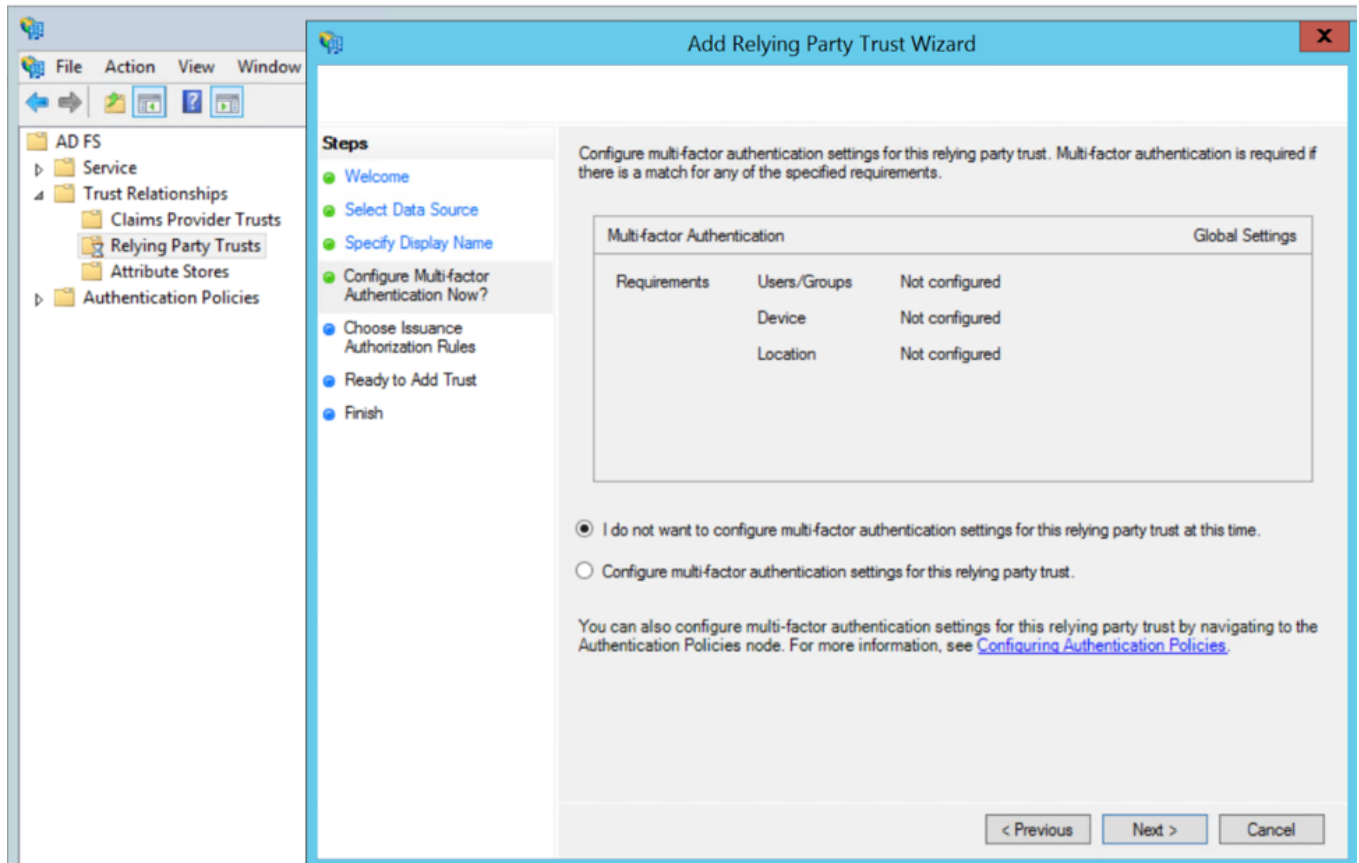 Add Relying Party Trust Wizard
X
File Action View Window
?
AD FS
Service
Trust Relationships
Claims Provider Trusts
Relying Party Trusts
Attribute Stores
Authentication Policies
Steps
Welcome
Select Data Source
Specify Display Name
Configure Multi-factor
Authentication Now?
Choose Issuance
Authorization Rules
Ready to Add Trust
Finish
Configure multi-factor authentication settings for this relying party trust. Multi-factor authentication is required if
there is a match for any of the specified requirements.
Multi-factor Authentication Global Settings
Requirements Users/Groups Not configured
Device Not configured
Location Not configured
I do not want to configure multi-factor authentication settings for this relying party trust at this time.
Configure multi-factor authentication settings for this relying party trust.
You can also configure multi-factor authentication settings for this relying party trust by navigating to the
Authentication Policies node. For more information, see Configuring Authentication Policies.
< Previous Next > Cancel